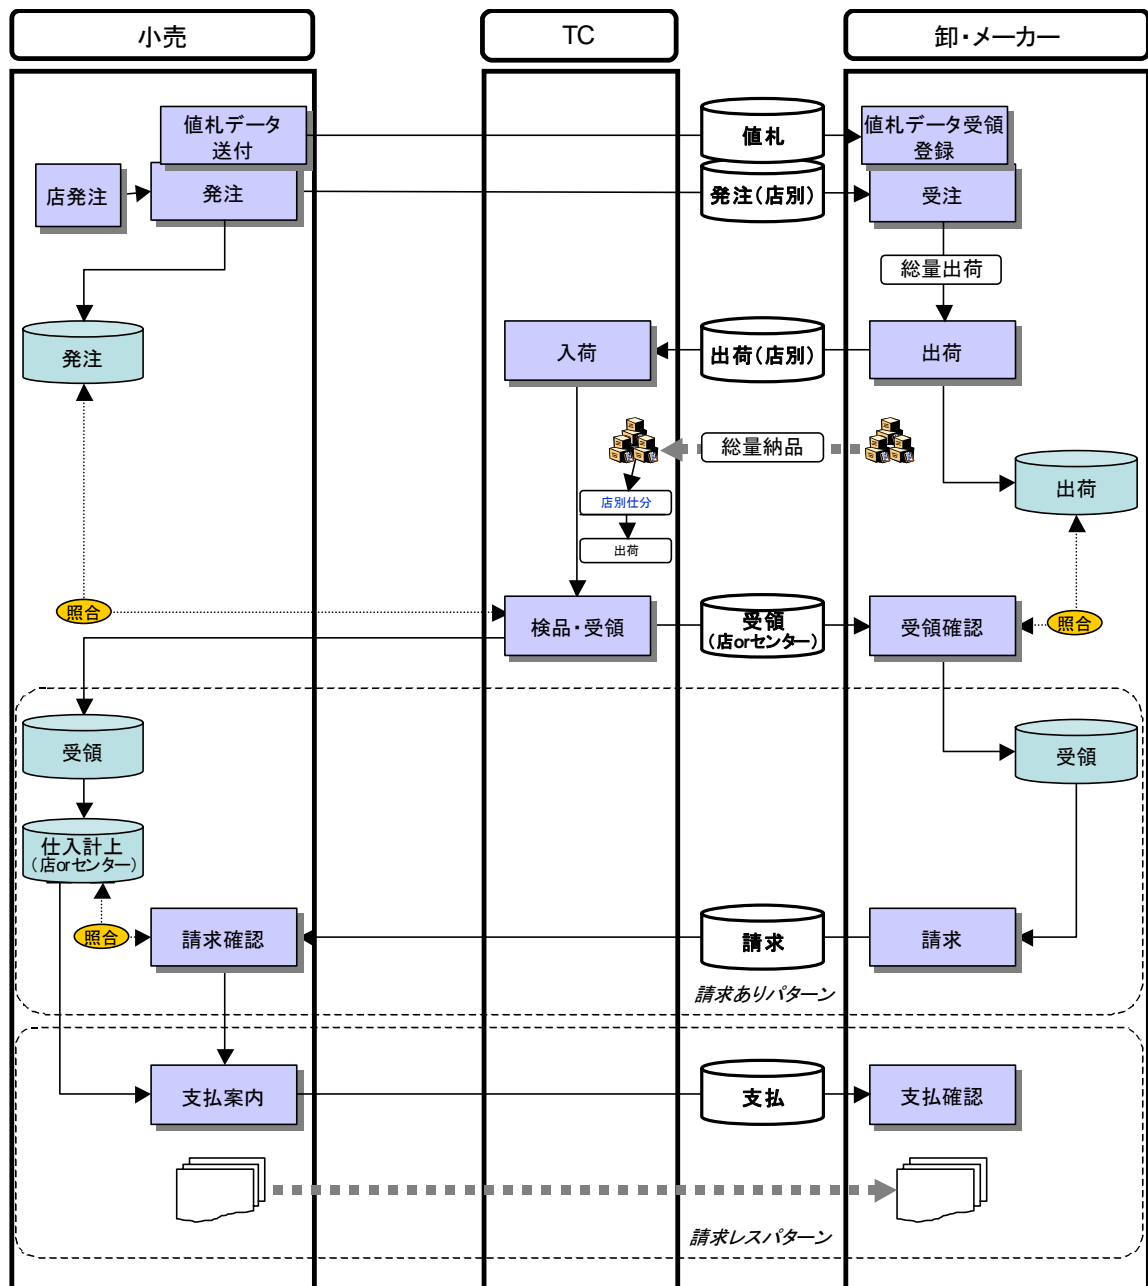 小売
TC
卸・メーカー
値札データ
送付
値札
値札データ受領
登録
店発注
発注
発注(店別)
受注
総量出荷
発注
入荷
出荷(店別)
出荷
総量納品
店別仕分
出荷
出荷
照合
検品・受領
受領
(店orセンター)
受領確認
照合
受領
受領
仕入計上
(店orセンター)
照合
請求確認
請求
請求
請求ありパターン
支払案内
支払
支払確認
請求レスパターン